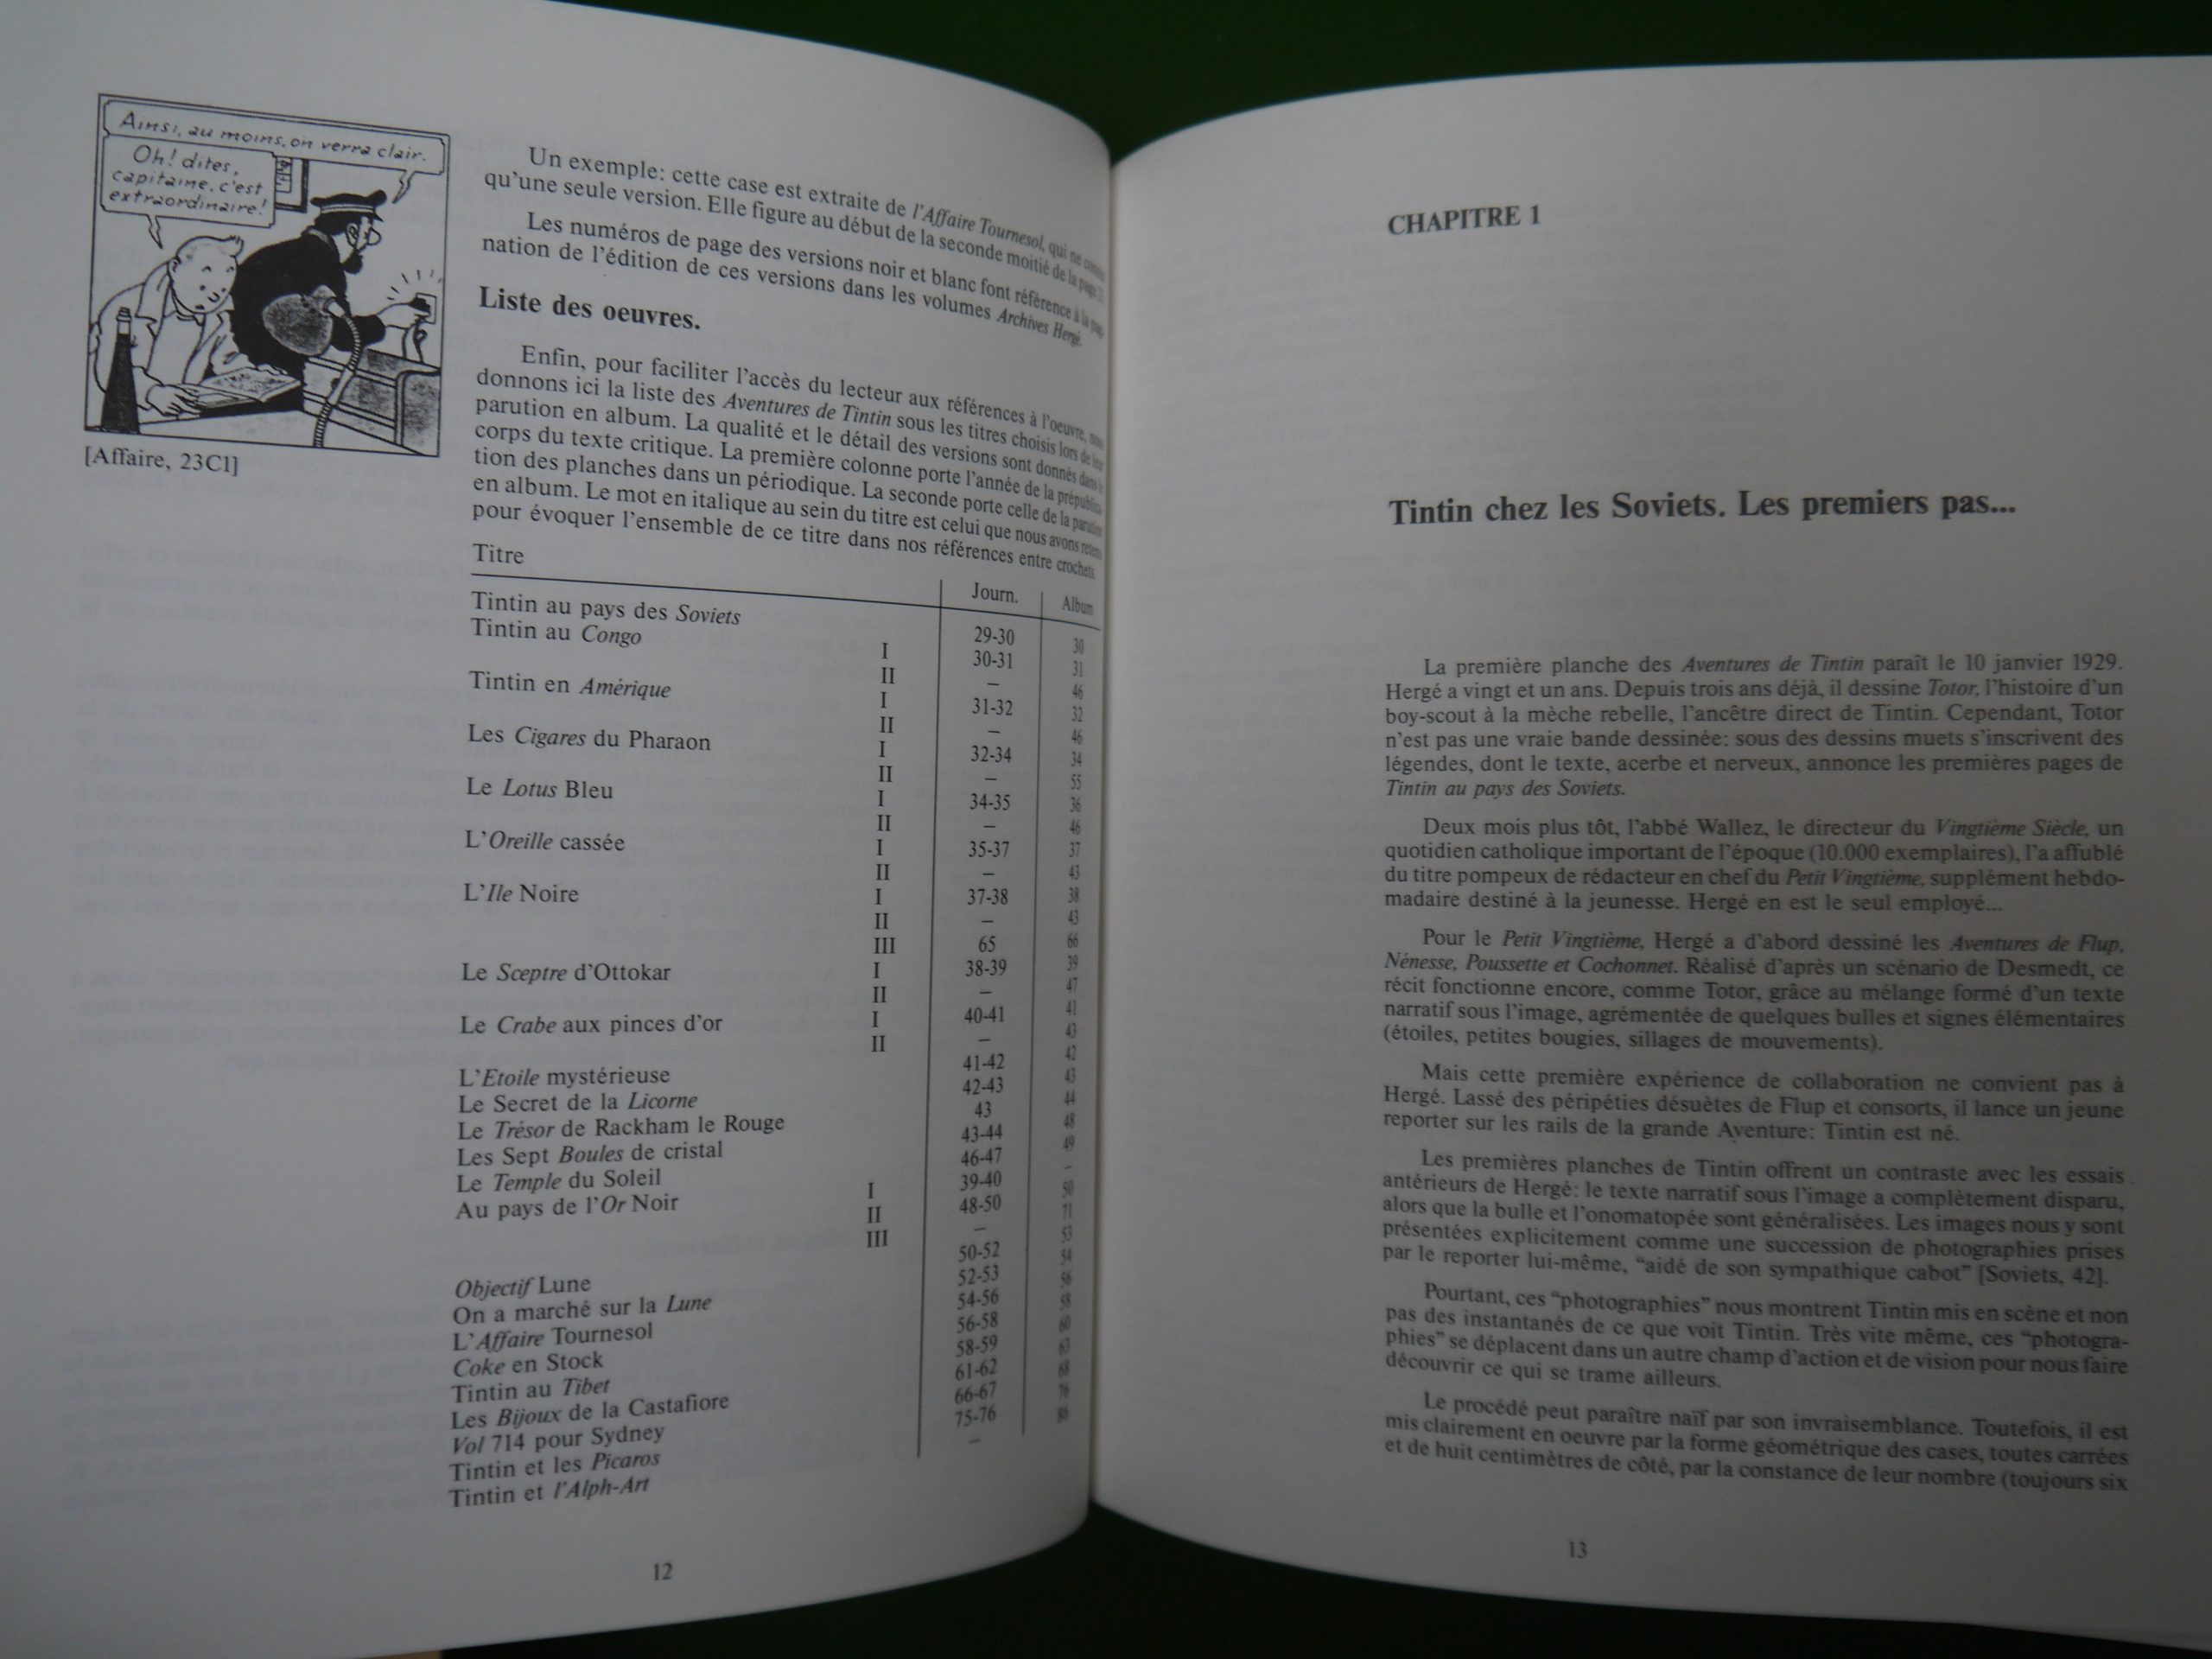 Ainsi, au moins, on verra clair.
Oh! dites,
capitaine, c'est
extraordinaire!
[Affaire, 23C1]
Un exemple: cette case est extraite de l'Affaire Tournesol, qui ne
qu'une seule version. Elle figure au début de la seconde moitié de la page
Les numéros de page des versions noir et blanc font référence à la pagi-
nation de l'édition de ces versions dans les volumes Archives Hergé.
Liste des oeuvres.
Enfin, pour faciliter l'accès du lecteur aux références à l'oeuvre, nous
donnons ici la liste des Aventures de Tintin sous les titres choisis lors de leur
parution en album. La qualité et le détail des versions sont donnés dans le
corps du texte critique. La première colonne porte l'année de la prépublica-
tion des planches dans un périodique. La seconde porte celle de la parution
en album. Le mot en italique au sein du titre est celui que nous avons retenu
pour évoquer l'ensemble de ce titre dans nos références entre crochets.
Titre Journ. Album
Tintin au pays des Soviets 29-30 30
Tintin au Congo I 30-31 31
II – 46
Tintin en Amérique I 31-32 32
II – 46
Les Cigares du Pharaon I 32-34 34
II – 55
Le Lotus Bleu I 34-35 36
II – 46
L'Oreille cassée I 35-37 37
II – 43
L'Ile Noire I 37-38 38
II – 43
III 65 66
Le Sceptre d'Ottokar I 38-39 39
II – 47
Le Crabe aux pinces d'or I 40-41 41
II – 43
L'Etoile mystérieuse 41-42 42
Le Secret de la Licorne 42-43 43
Le Trésor de Rackham le Rouge 43 44
Les Sept Boules de cristal 43-44 48
Le Temple du Soleil 46-47 49
Au pays de l'Or Noir I 39-40 –
II 48-50 50
III – 71
Objectif Lune 50-52 53
On a marché sur la Lune 52-53 54
L'Affaire Tournesol 54-56 56
Coke en Stock 56-58 58
Tintin au Tibet 58-59 60
Les Bijoux de la Castafiore 61-62 63
Vol 714 pour Sydney 66-67 68
Tintin et les Picaros 75-76 76
Tintin et l'Alph-Art – 86
12
CHAPITRE 1
Tintin chez les Soviets. Les premiers pas...
La première planche des Aventures de Tintin paraît le 10 janvier 1929.
Hergé a vingt et un ans. Depuis trois ans déjà, il dessine Totor, l'histoire d'un
boy-scout à la mèche rebelle, l'ancêtre direct de Tintin. Cependant, Totor
n'est pas une vraie bande dessinée: sous des dessins muets s'inscrivent des
légendes, dont le texte, acerbe et nerveux, annonce les premières pages de
Tintin au pays des Soviets.
Deux mois plus tôt, l'abbé Wallez, le directeur du Vingtième Siècle, un
quotidien catholique important de l'époque (10.000 exemplaires), l'a affublé
du titre pompeux de rédacteur en chef du Petit Vingtième, supplément hebdo-
madaire destiné à la jeunesse. Hergé en est le seul employé...
Pour le Petit Vingtième, Hergé a d'abord dessiné les Aventures de Flup,
Nénesse, Poussette et Cochonnet. Réalisé d'après un scénario de Desmedt, ce
récit fonctionne encore, comme Totor, grâce au mélange formé d'un texte
narratif sous l'image, agrémentée de quelques bulles et signes élémentaires
(étoiles, petites bougies, sillages de mouvements).
Mais cette première expérience de collaboration ne convient pas à
Hergé. Lassé des péripéties désuètes de Flup et consorts, il lance un jeune
reporter sur les rails de la grande Aventure: Tintin est né.
Les premières planches de Tintin offrent un contraste avec les essais
antérieurs de Hergé: le texte narratif sous l'image a complètement disparu,
alors que la bulle et l'onomatopée sont généralisées. Les images nous y sont
présentées explicitement comme une succession de photographies prises
par le reporter lui-même, "aidé de son sympathique cabot" [Soviets, 42].
Pourtant, ces "photographies" nous montrent Tintin mis en scène et non
pas des instantanés de ce que voit Tintin. Très vite même, ces "photogra-
phies" se déplacent dans un autre champ d'action et de vision pour nous faire
découvrir ce qui se trame ailleurs.
Le procédé peut paraître naïf par son invraisemblance. Toutefois, il est
mis clairement en oeuvre par la forme géométrique des cases, toutes carrées
et de huit centimètres de côté, par la constance de leur nombre (toujours six
13